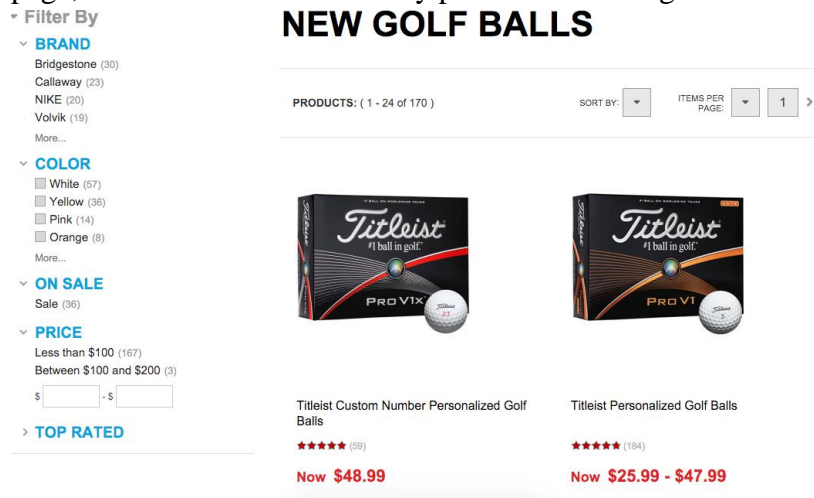 Filter By
BRAND
Bridgestone (30)
Callaway (23)
NIKE (20)
Volvik (19)
More...
COLOR
White (57)
Yellow (36)
Pink (14)
Orange (8)
More...
ON SALE
Sale (36)
PRICE
Less than $100 (167)
Between $100 and $200 (3)
$ - $
TOP RATED
NEW GOLF BALLS
PRODUCTS: ( 1 - 24 of 170 )
SORT BY:
ITEMS PER PAGE:
1
Titleist
#1 ball in golf.
PRO V1x
Titleist
23
Titleist Custom Number Personalized Golf
Balls
(59)
Now $48.99
Titleist
#1 ball in golf.
PRO V1
Titleist
5
Titleist Personalized Golf Balls
(184)
Now $25.99 - $47.99